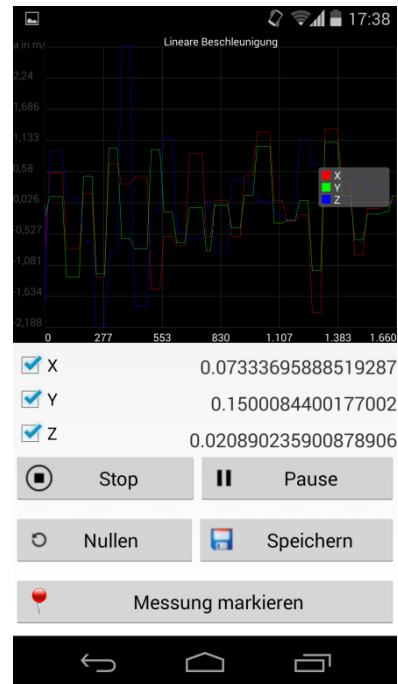 17:38
Lineare Beschleunigung
a in m/
2,24
1,686
1,133
0,58
0,026
-0,527
-1,081
-1,634
-2,188
X
Y
Z
0 277 553 830 1.107 1.383 1.660
X 0.07333695888519287
Y 0.1500084400177002
Z 0.020890235900878906
Stop Pause
Nullen Speichern
Messung markieren